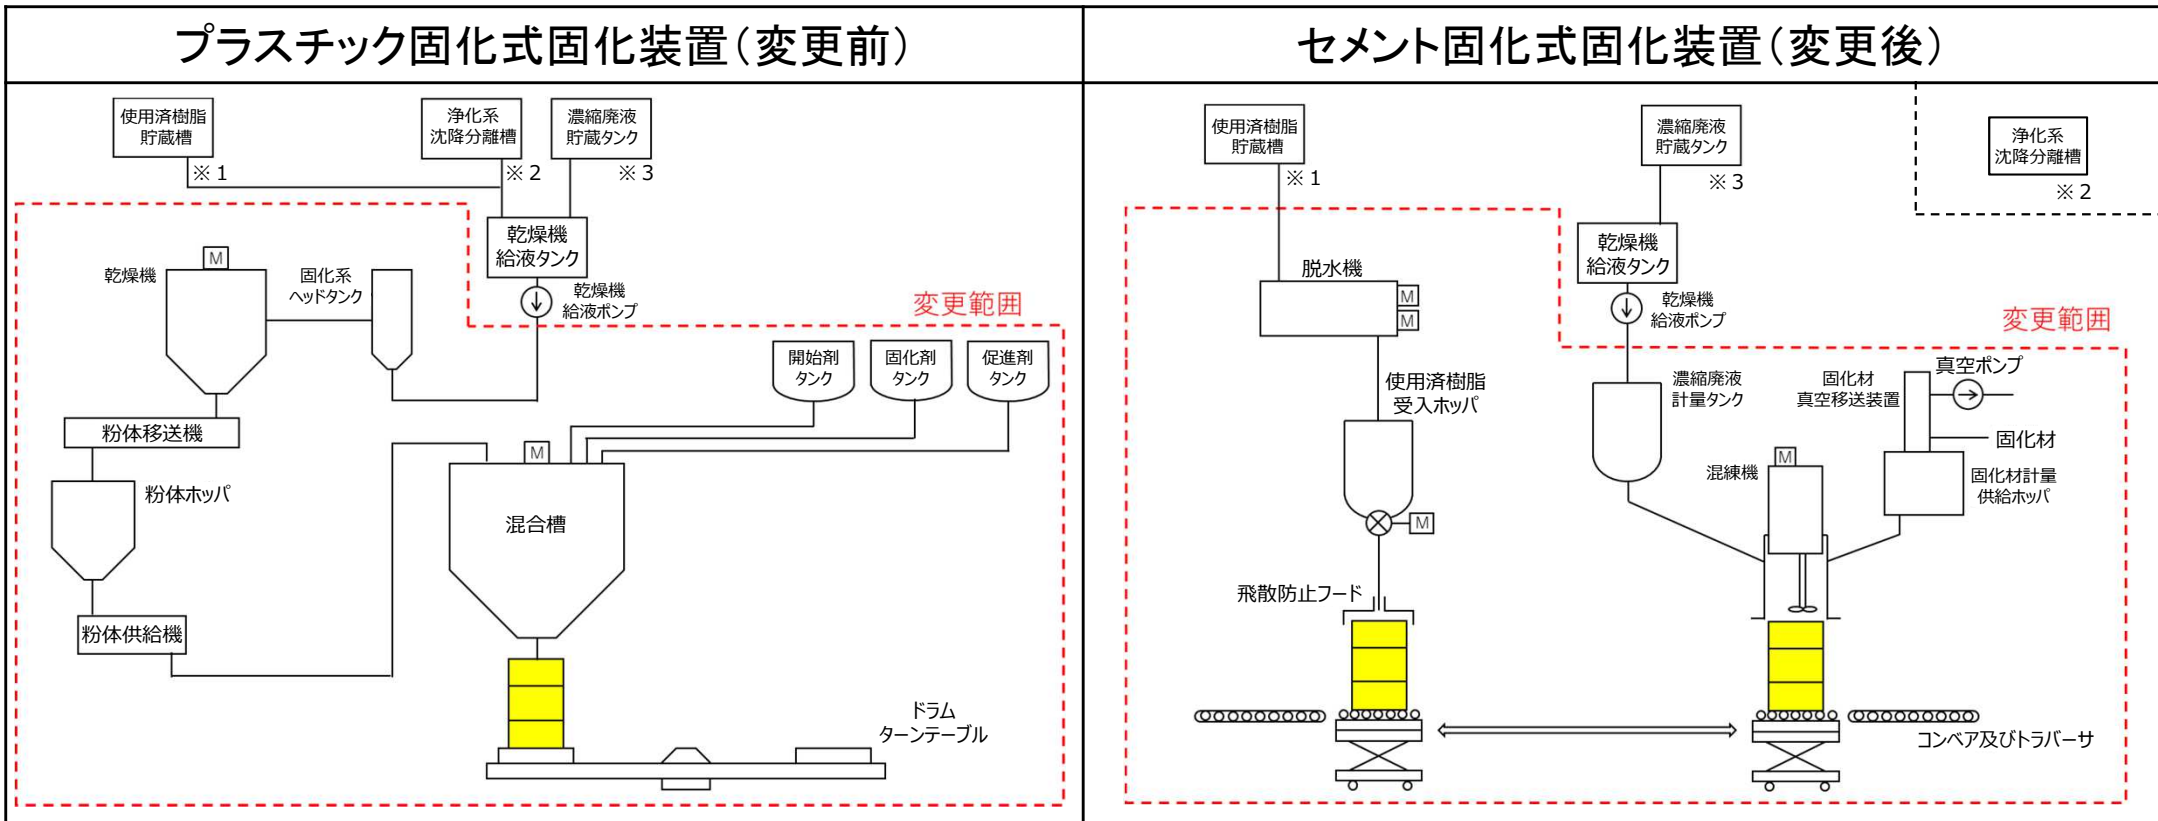 プラスチック固化式固化装置(変更前)
使用済樹脂
貯蔵槽
※1
浄化系
沈降分離槽
※2
濃縮廃液
貯蔵タンク
※3
乾燥機
給液タンク
乾燥機
給液ポンプ
変更範囲
M
乾燥機
固化系
ヘッドタンク
粉体移送機
粉体ホッパ
粉体供給機
開始剤
タンク
固化剤
タンク
促進剤
タンク
M
混合槽
ドラム
ターンテーブル
セメント固化式固化装置(変更後)
使用済樹脂
貯蔵槽
※1
濃縮廃液
貯蔵タンク
※3
浄化系
沈降分離槽
※2
乾燥機
給液タンク
乾燥機
給液ポンプ
変更範囲
脱水機
M
M
使用済樹脂
受入ホッパ
M
飛散防止フード
濃縮廃液
計量タンク
固化材
真空移送装置
真空ポンプ
固化材
固化材計量
供給ホッパ
M
混練機
コンベア及びトラバーサ